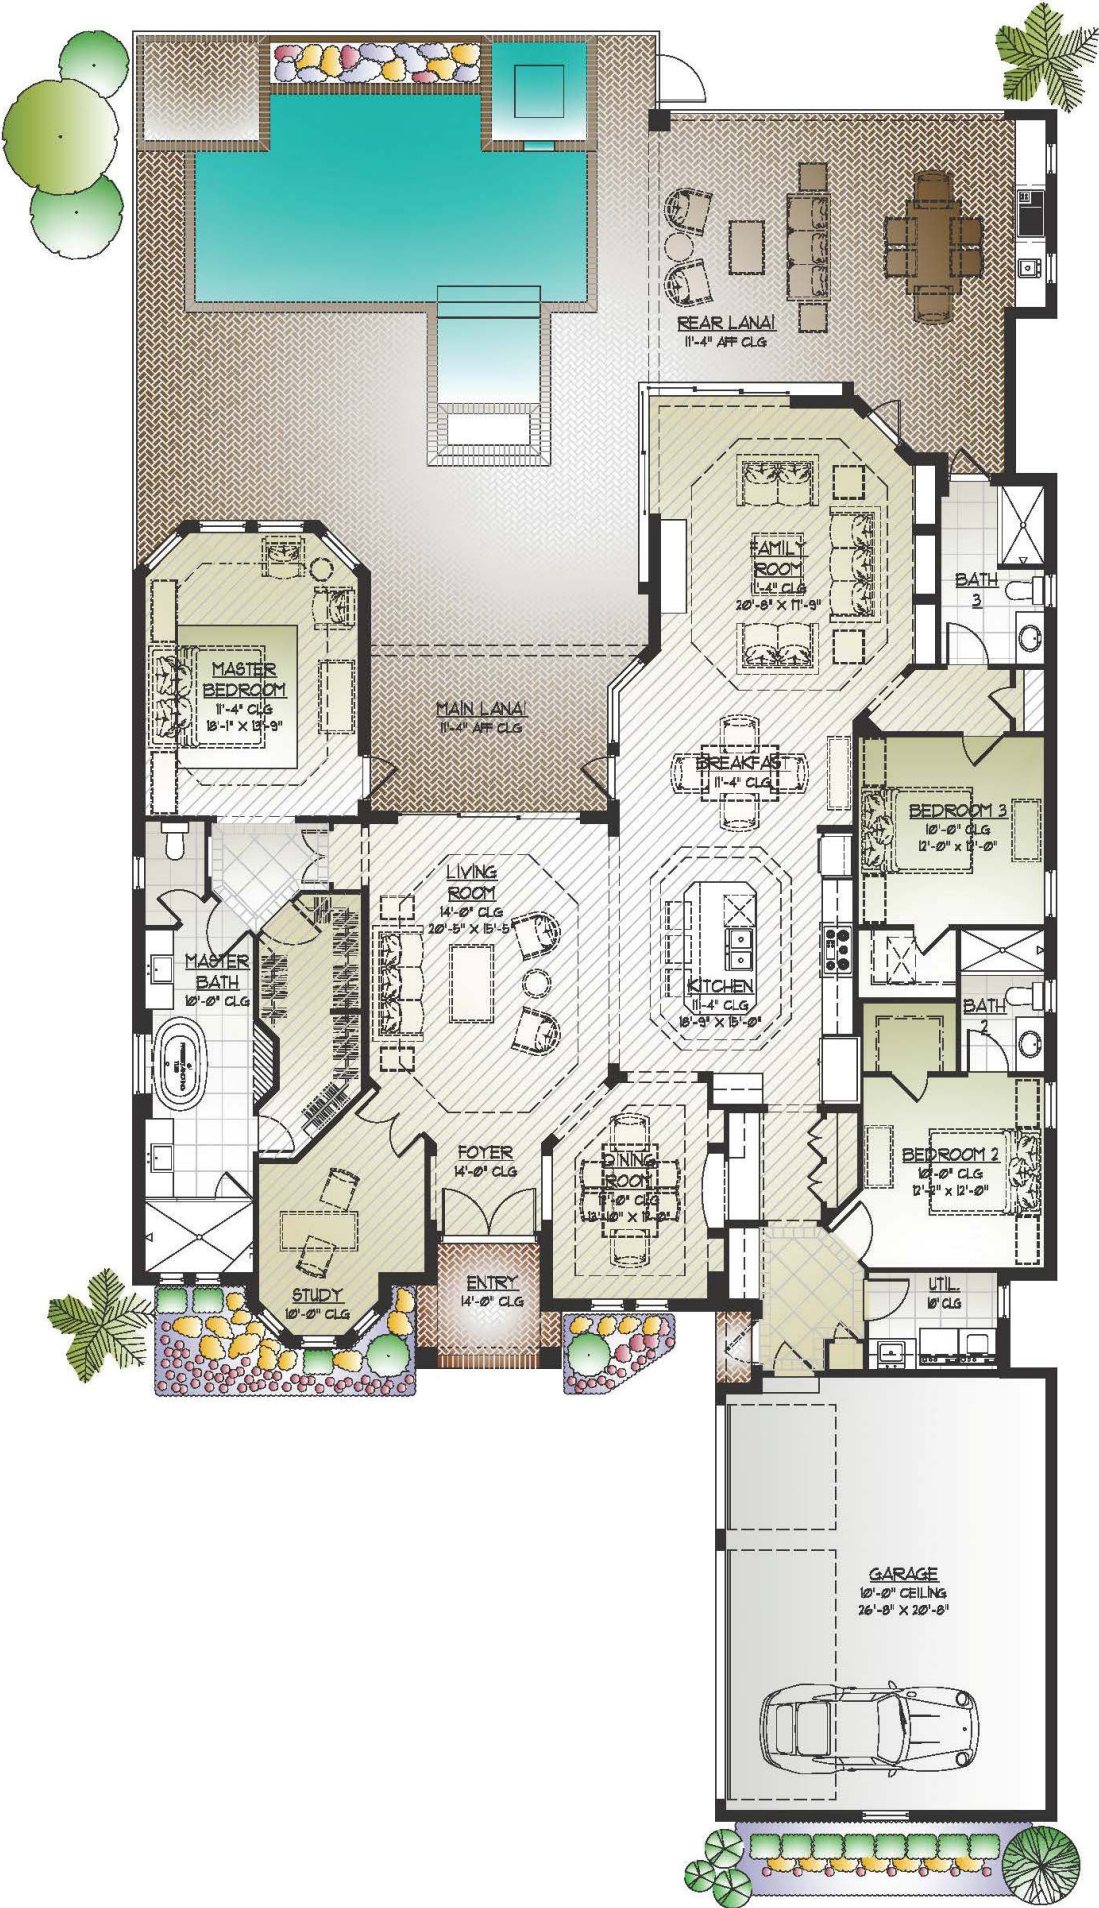 REAR LANAI
11'-4" AFF CLG
FAMILY
ROOM
11'-4" CLG
20'-8" X 17'-9"
BATH
3
MASTER
BEDROOM
11'-4" CLG
18'-1" X 13'-9"
MAIN LANAI
11'-4" AFF CLG
BREAKFAST
11'-4" CLG
BEDROOM 3
10'-0" CLG
12'-0" X 12'-0"
LIVING
ROOM
14'-0" CLG
20'-5" X 15'-5"
MASTER
BATH
10'-0" CLG
KITCHEN
11'-4" CLG
18'-9" X 15'-0"
BATH
2
FOYER
14'-0" CLG
DINING
ROOM
BEDROOM 2
10'-0" CLG
12'-2" X 12'-0"
ENTRY
14'-0" CLG
STUDY
10'-0" CLG
UTIL.
10' CLG
GARAGE
10'-0" CEILING
26'-8" X 20'-8"